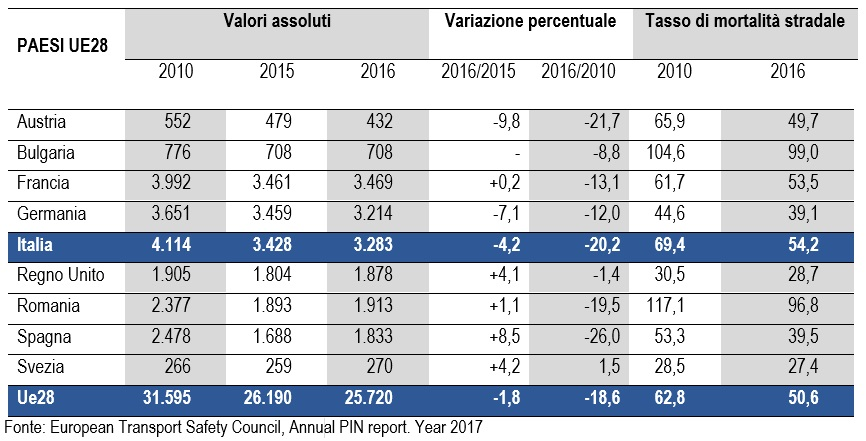 PAESI UE28 Valori assoluti Variazione percentuale Tasso di mortalità stradale
2010 2015 2016 2016/2015 2016/2010 2010 2016
Austria 552 479 432 -9,8 -21,7 65,9 49,7
Bulgaria 776 708 708 - -8,8 104,6 99,0
Francia 3.992 3.461 3.469 +0,2 -13,1 61,7 53,5
Germania 3.651 3.459 3.214 -7,1 -12,0 44,6 39,1
Italia 4.114 3.428 3.283 -4,2 -20,2 69,4 54,2
Regno Unito 1.905 1.804 1.878 +4,1 -1,4 30,5 28,7
Romania 2.377 1.893 1.913 +1,1 -19,5 117,1 96,8
Spagna 2.478 1.688 1.833 +8,5 -26,0 53,3 39,5
Svezia 266 259 270 +4,2 1,5 28,5 27,4
Ue28 31.595 26.190 25.720 -1,8 -18,6 62,8 50,6
Fonte: European Transport Safety Council, Annual PIN report. Year 2017